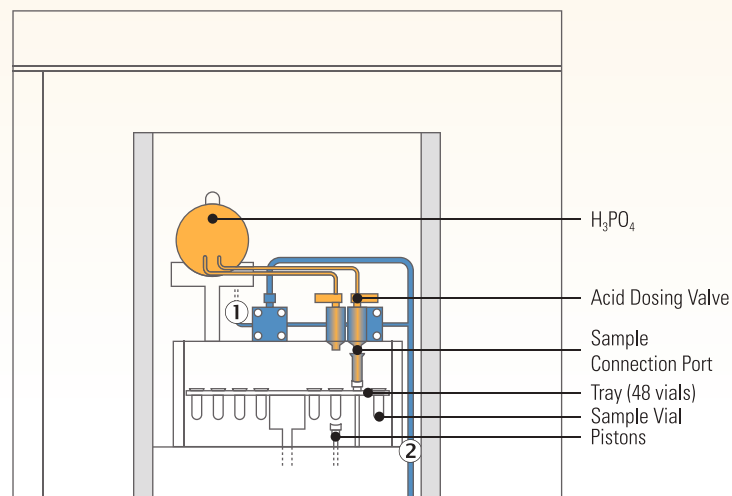 H₃PO₄
①
Acid Dosing Valve
Sample
Connection Port
Tray (48 vials)
Sample Vial
Pistons
②